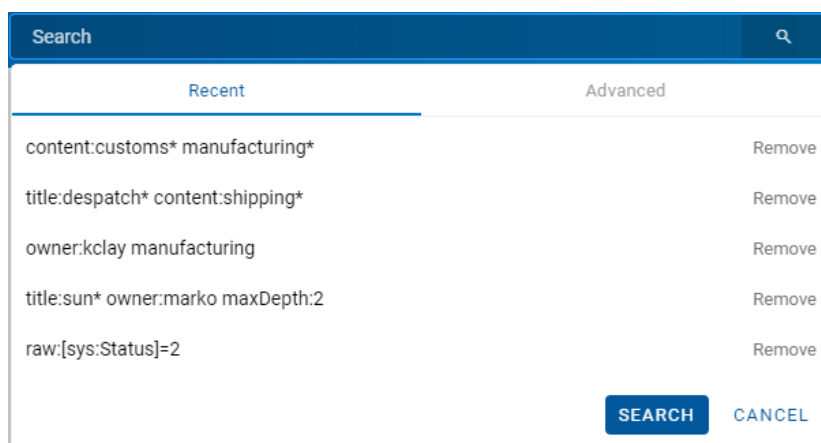 Search
Recent Advanced
content:customs* manufacturing* Remove
title:despatch* content:shipping* Remove
owner:kclay manufacturing Remove
title:sun* owner:marko maxDepth:2 Remove
raw:[sys:Status]=2 Remove
SEARCH CANCEL